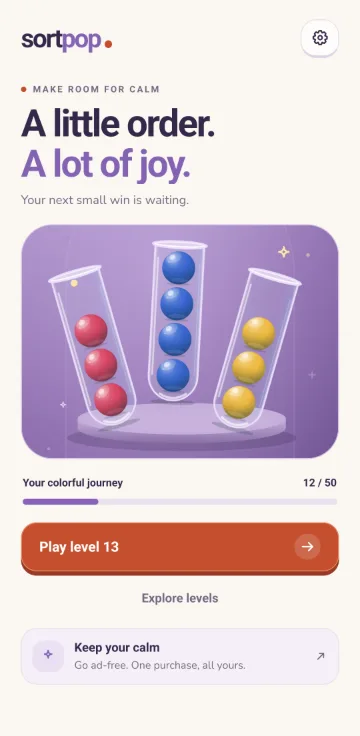 sortpop
MAKE ROOM FOR CALM
A little order.
A lot of joy.
Your next small win is waiting.
Your colorful journey 12 / 50
Play level 13
Explore levels
Keep your calm
Go ad-free. One purchase, all yours.